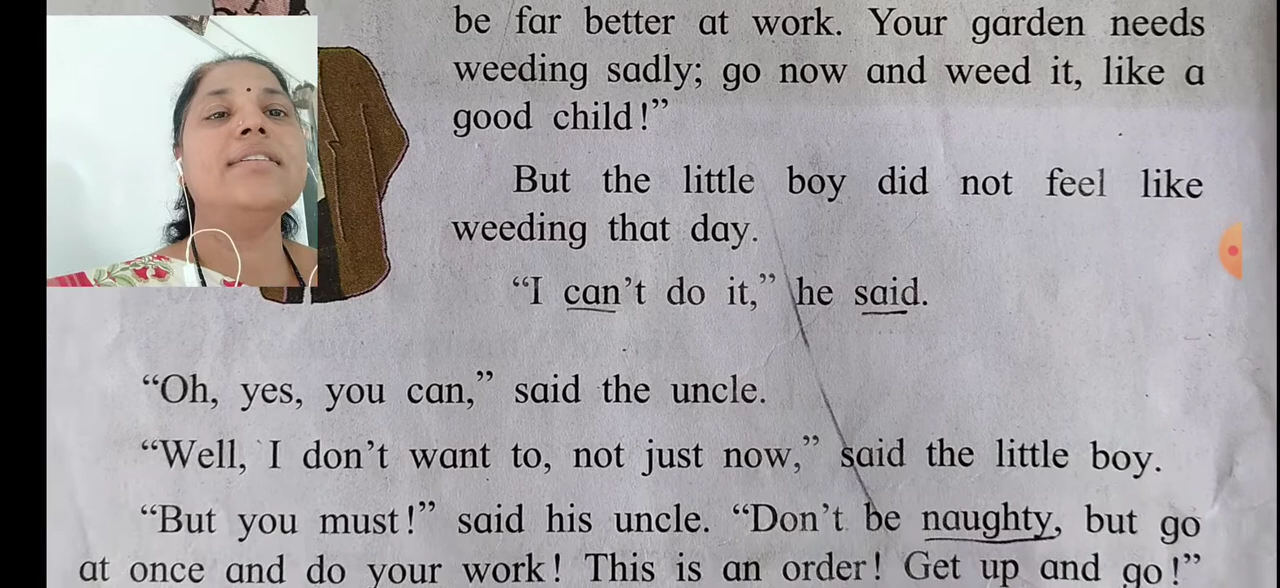 be far better at work. Your garden needs
weeding sadly; go now and weed it, like a
good child!”
But the little boy did not feel like
weeding that day.
“I can’t do it,” he said.
“Oh, yes, you can,” said the uncle.
“Well, I don’t want to, not just now,” said the little boy.
“But you must!” said his uncle. “Don’t be naughty, but go
at once and do your work! This is an order! Get up and go!”